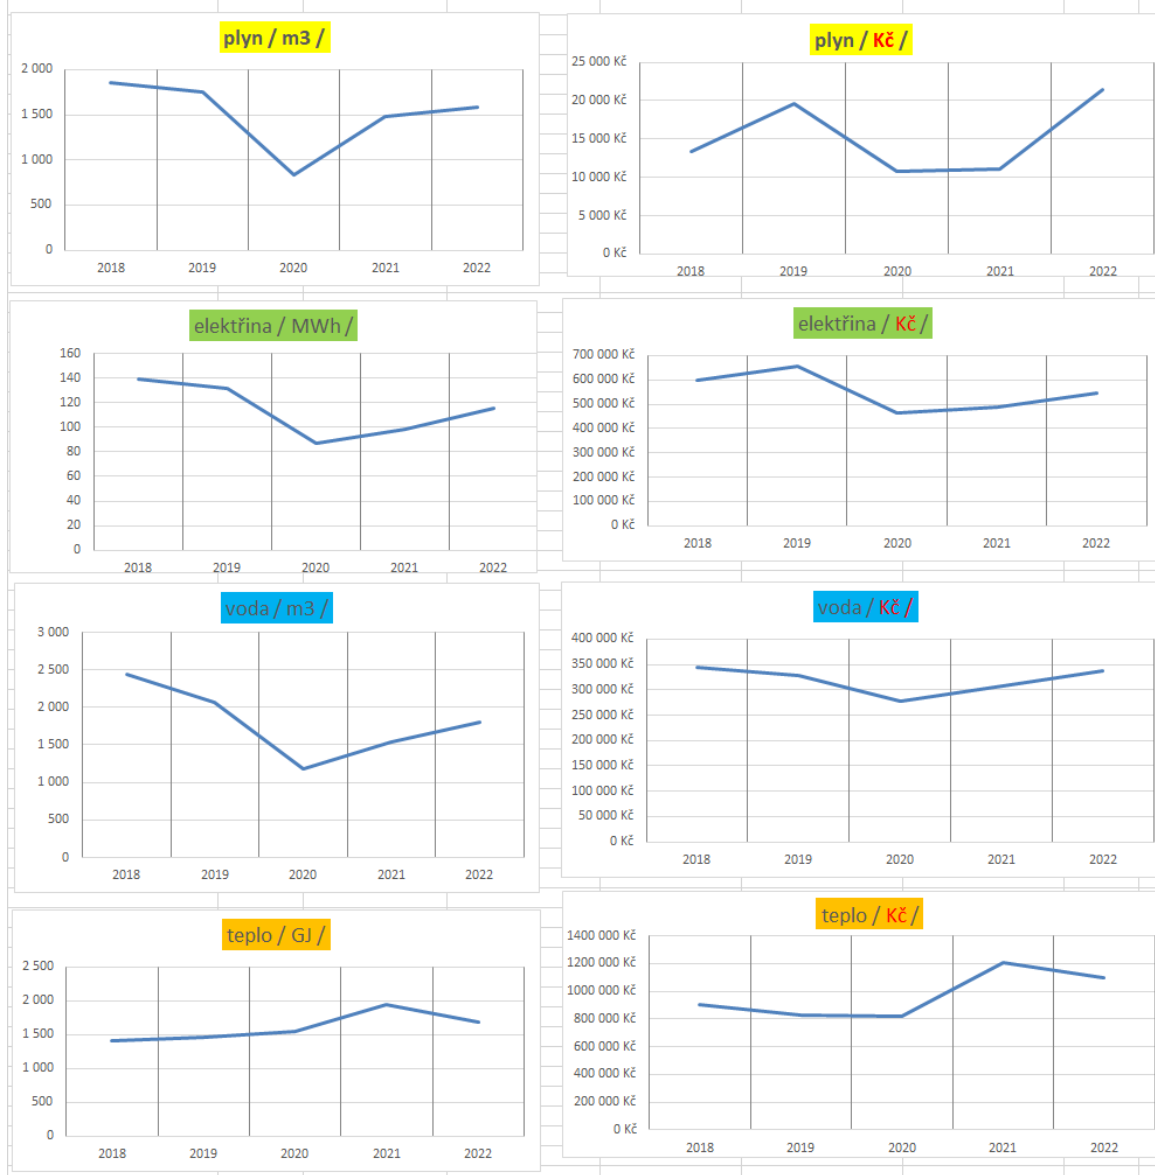 plyn / m3 /
2 000
1 500
1 000
500
0
2018 2019 2020 2021 2022
plyn / Kč /
25 000 Kč
20 000 Kč
15 000 Kč
10 000 Kč
5 000 Kč
0 Kč
2018 2019 2020 2021 2022
elektřina / MWh /
160
140
120
100
80
60
40
20
0
2018 2019 2020 2021 2022
elektřina / Kč /
700 000 Kč
600 000 Kč
500 000 Kč
400 000 Kč
300 000 Kč
200 000 Kč
100 000 Kč
0 Kč
2018 2019 2020 2021 2022
voda / m3 /
3 000
2 500
2 000
1 500
1 000
500
0
2018 2019 2020 2021 2022
voda / Kč /
400 000 Kč
350 000 Kč
300 000 Kč
250 000 Kč
200 000 Kč
150 000 Kč
100 000 Kč
50 000 Kč
0 Kč
2018 2019 2020 2021 2022
teplo / GJ /
2 500
2 000
1 500
1 000
500
0
2018 2019 2020 2021 2022
teplo / Kč /
1400 000 Kč
1200 000 Kč
1000 000 Kč
800 000 Kč
600 000 Kč
400 000 Kč
200 000 Kč
0 Kč
2018 2019 2020 2021 2022